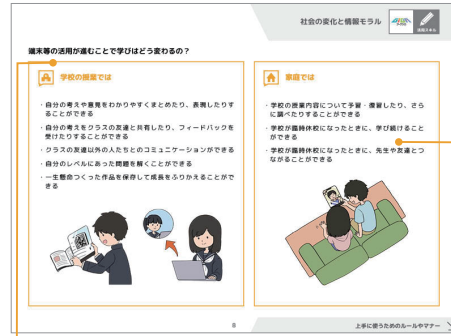 社会の変化と情報モラル
端末等の活用が進むことで学びはどう変わるの？
学校の授業では
・自分の考えや意見をわかりやすくまとめたり、表現したりす
ることができる
・自分の考えをクラスの友達と共有したり、フィードバックを
受けたりすることができる
・クラスの友達以外の人たちとのコミュニケーションができる
・自分のレベルにあった問題を解くことができる
・一生懸命つくった作品を保存して成長をふりかえることがで
きる
家庭では
・学校の授業内容について予習・復習したり、さら
に調べたりすることができる
・学校が臨時休校になったときに、学び続けること
ができる
・学校が臨時休校になったときに、先生や友達とつ
ながることができる
8
上手に使うためのルールやマナー